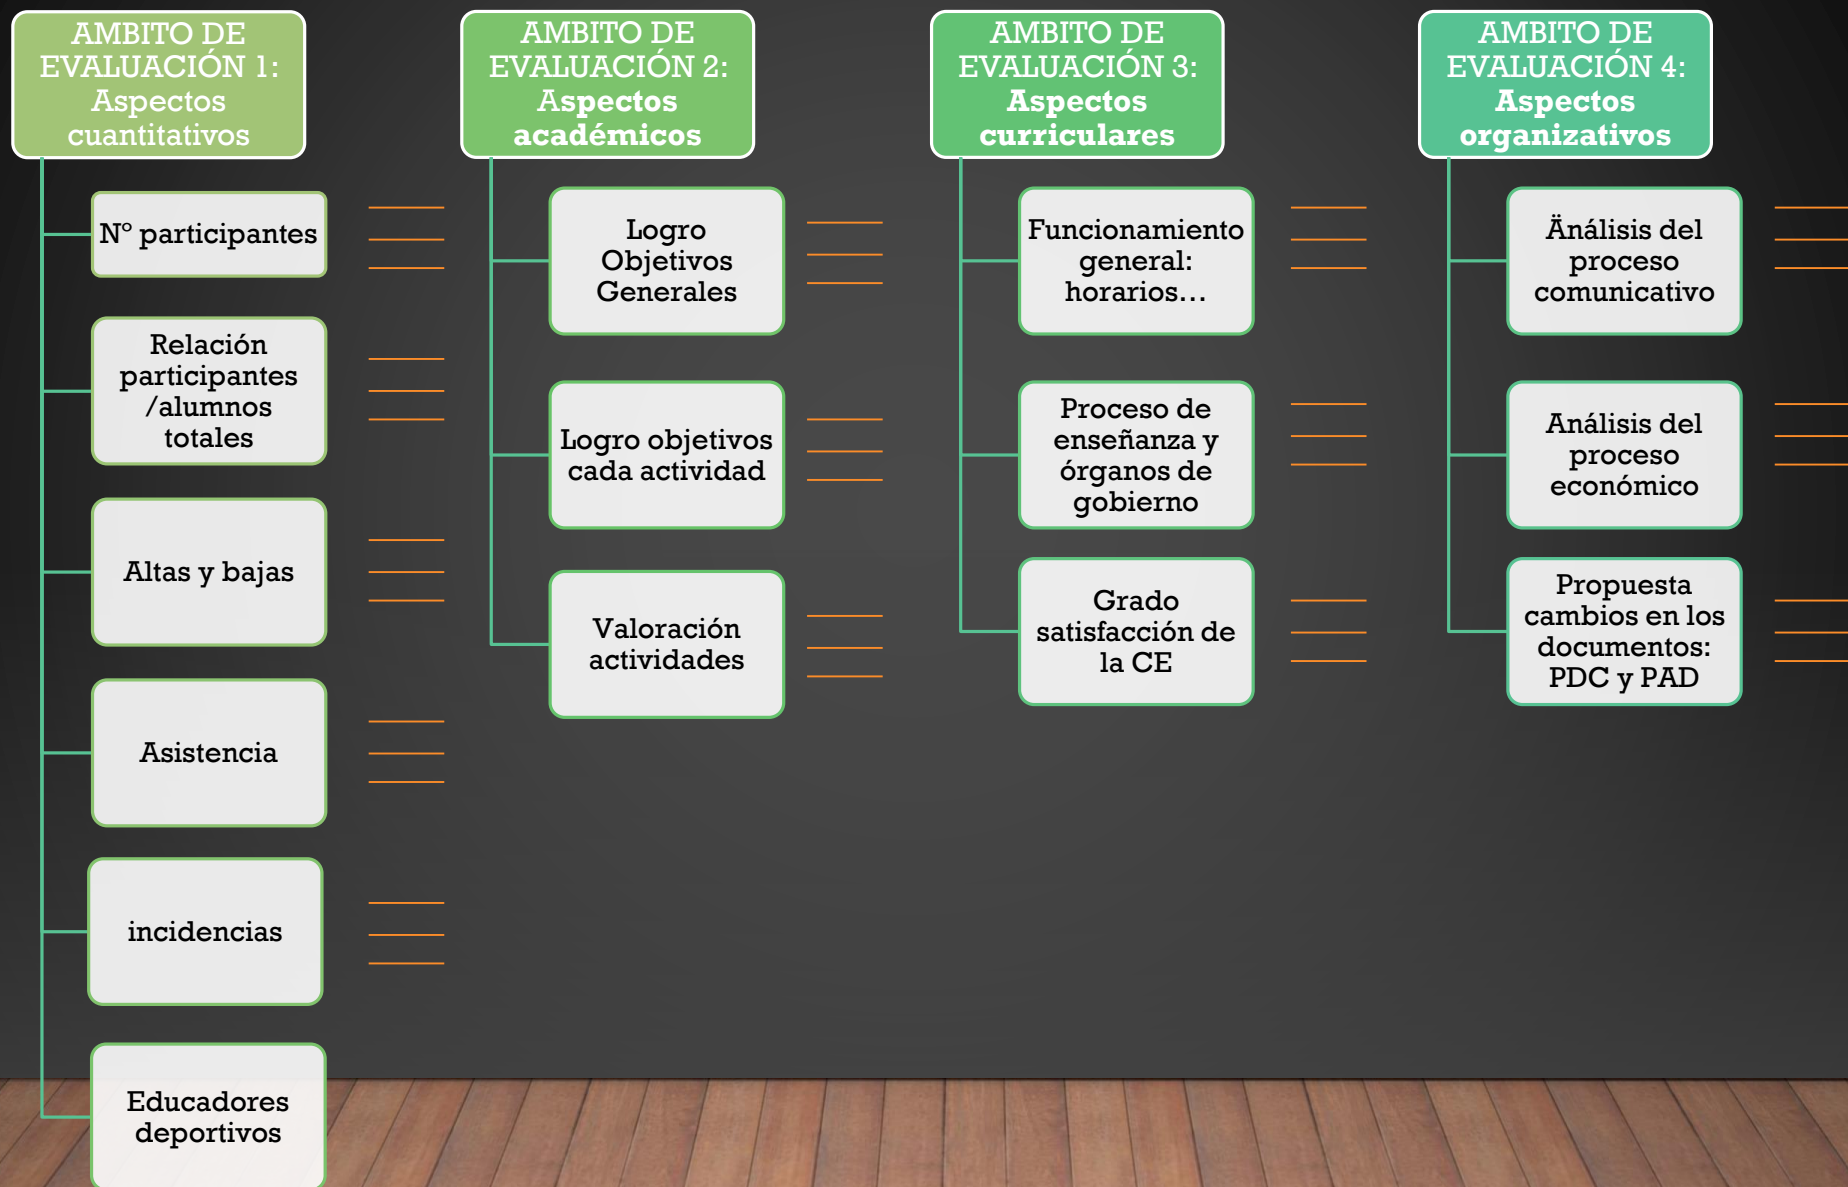 AMBITO DE
EVALUACIÓN 1:
Aspectos
cuantitativos
Nº participantes
Relación
participantes
/alumnos
totales
Altas y bajas
Asistencia
incidencias
Educadores
deportivos
AMBITO DE
EVALUACIÓN 2:
Aspectos
académicos
Logro
Objetivos
Generales
Logro objetivos
cada actividad
Valoración
actividades
AMBITO DE
EVALUACIÓN 3:
Aspectos
curriculares
Funcionamiento
general:
horarios…
Proceso de
enseñanza y
órganos de
gobierno
Grado
satisfacción de
la CE
AMBITO DE
EVALUACIÓN 4:
Aspectos
organizativos
Änálisis del
proceso
comunicativo
Análisis del
proceso
económico
Propuesta
cambios en los
documentos:
PDC y PAD